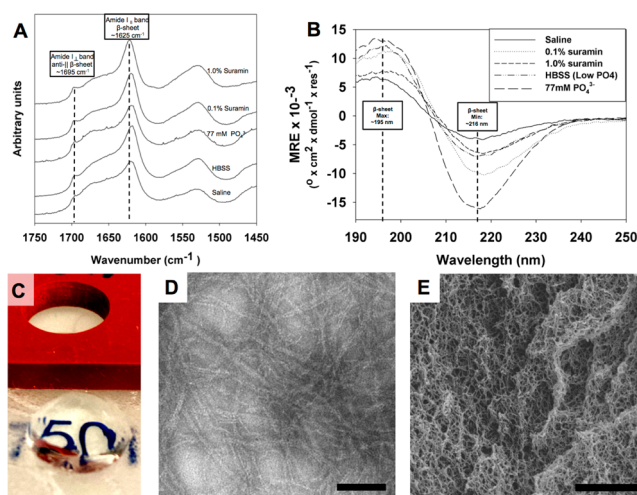 A
Amide I β band
β-sheet
~1625 cm-1
Amide I band
anti-|| β-sheet
~1695 cm-1
1.0% Suramin
0.1% Suramin
77 mM PO
HBSS
Saline
Arbitrary units
1750 1700 1650 1600 1550 1500 1450
Wavenumber (cm-1)
B
Saline
0.1% suramin
1.0% suramin
HBSS (Low PO4)
77mM PO43-
β-sheet
Max:
~195 nm
β-sheet
Min:
~216 nm
15
10
5
0
-5
-10
-15
MRE x 10-3
(o x cm2 x dmol-1 x res-1)
190 200 210 220 230 240 250
Wavelength (nm)
C
50
D
E